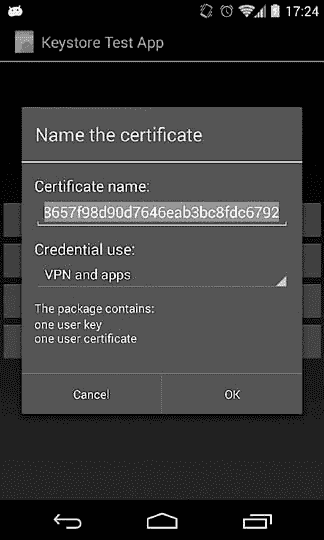 17:24
Keystore Test App
Name the certificate
Certificate name:
8657f98d90d7646eab3bc8fdc6792
Credential use:
VPN and apps
The package contains:
one user key
one user certificate
Cancel
OK